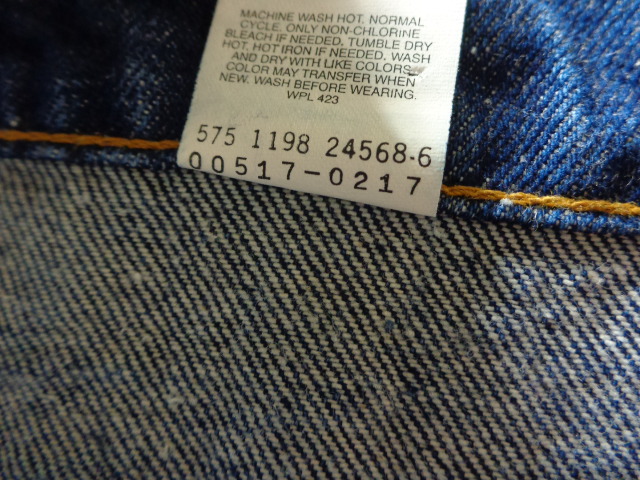 MACHINE WASH HOT. NORMAL
CYCLE. ONLY NON-CHLORINE
BLEACH IF NEEDED. TUMBLE DRY
HOT. HOT IRON IF NEEDED. WASH
AND DRY WITH LIKE COLORS.
COLOR MAY TRANSFER WHEN
NEW. WASH BEFORE WEARING.
WPL 423
575 1198 24568-6
00517-0217